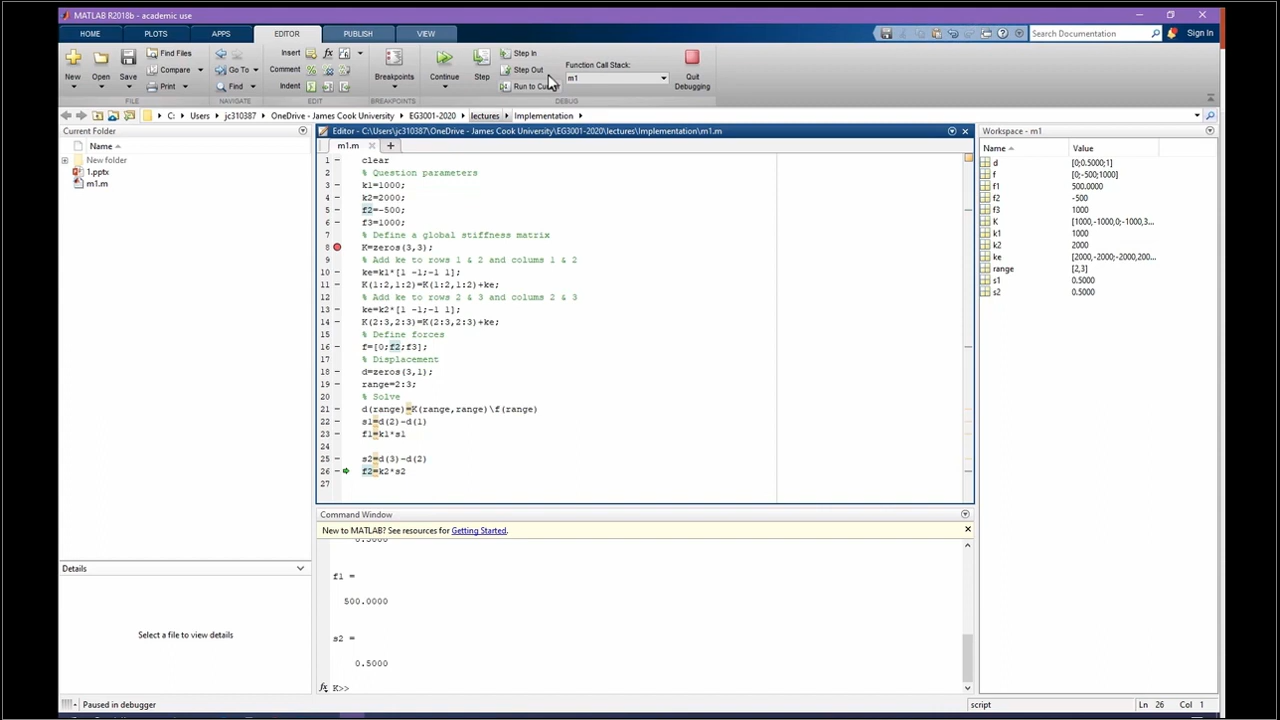 MATLAB R2018b - academic use
HOME PLOTS APPS EDITOR PUBLISH VIEW
Search Documentation Sign In
New Open Save Find Files Compare Print
Go To Find
Insert Comment Indent
Breakpoints
Continue Step Step In Step Out
Function Call Stack:
m1
Quit Debugging
FILE NAVIGATE EDIT BREAKPOINTS DEBUG
C: Users jc310387 OneDrive - James Cook University EG3001-2020 lectures Implementation
Current Folder
Name
New folder
1.pptx
m1.m
Details
Select a file to view details
Editor - C:\Users\jc310387\OneDrive - James Cook University\EG3001-2020\lectures\Implementation\m1.m
m1.m
1 clear
2 % Question parameters
3 k1=1000;
4 k2=2000;
5 f2=-500;
6 f3=1000;
7 % Define a global stiffness matrix
8 K=zeros(3,3);
9 % Add ke to rows 1 & 2 and colums 1 & 2
10 ke=k1*[1 -1;-1 1];
11 K(1:2,1:2)=K(1:2,1:2)+ke;
12 % Add ke to rows 2 & 3 and colums 2 & 3
13 ke=k2*[1 -1;-1 1];
14 K(2:3,2:3)=K(2:3,2:3)+ke;
15 % Define forces
16 f=[0;f2;f3];
17 % Displacement
18 d=zeros(3,1);
19 range=2:3;
20 % Solve
21 d(range)=K(range,range)\f(range)
22 s1=d(2)-d(1)
23 f1=k1*s1
24
25 s2=d(3)-d(2)
26 f2=k2*s2
27
Command Window
New to MATLAB? See resources for Getting Started.
0.5000
f1 =
500.0000
s2 =
0.5000
K>>
Workspace - m1
Name Value
d [0;0.5000;1]
f [0;-500;1000]
f1 500.0000
f2 -500
f3 1000
K [1000,-1000,0;-1000,3...
k1 1000
k2 2000
ke [2000,-2000;-2000,200...
range [2,3]
s1 0.5000
s2 0.5000
Paused in debugger
script Ln 26 Col 1